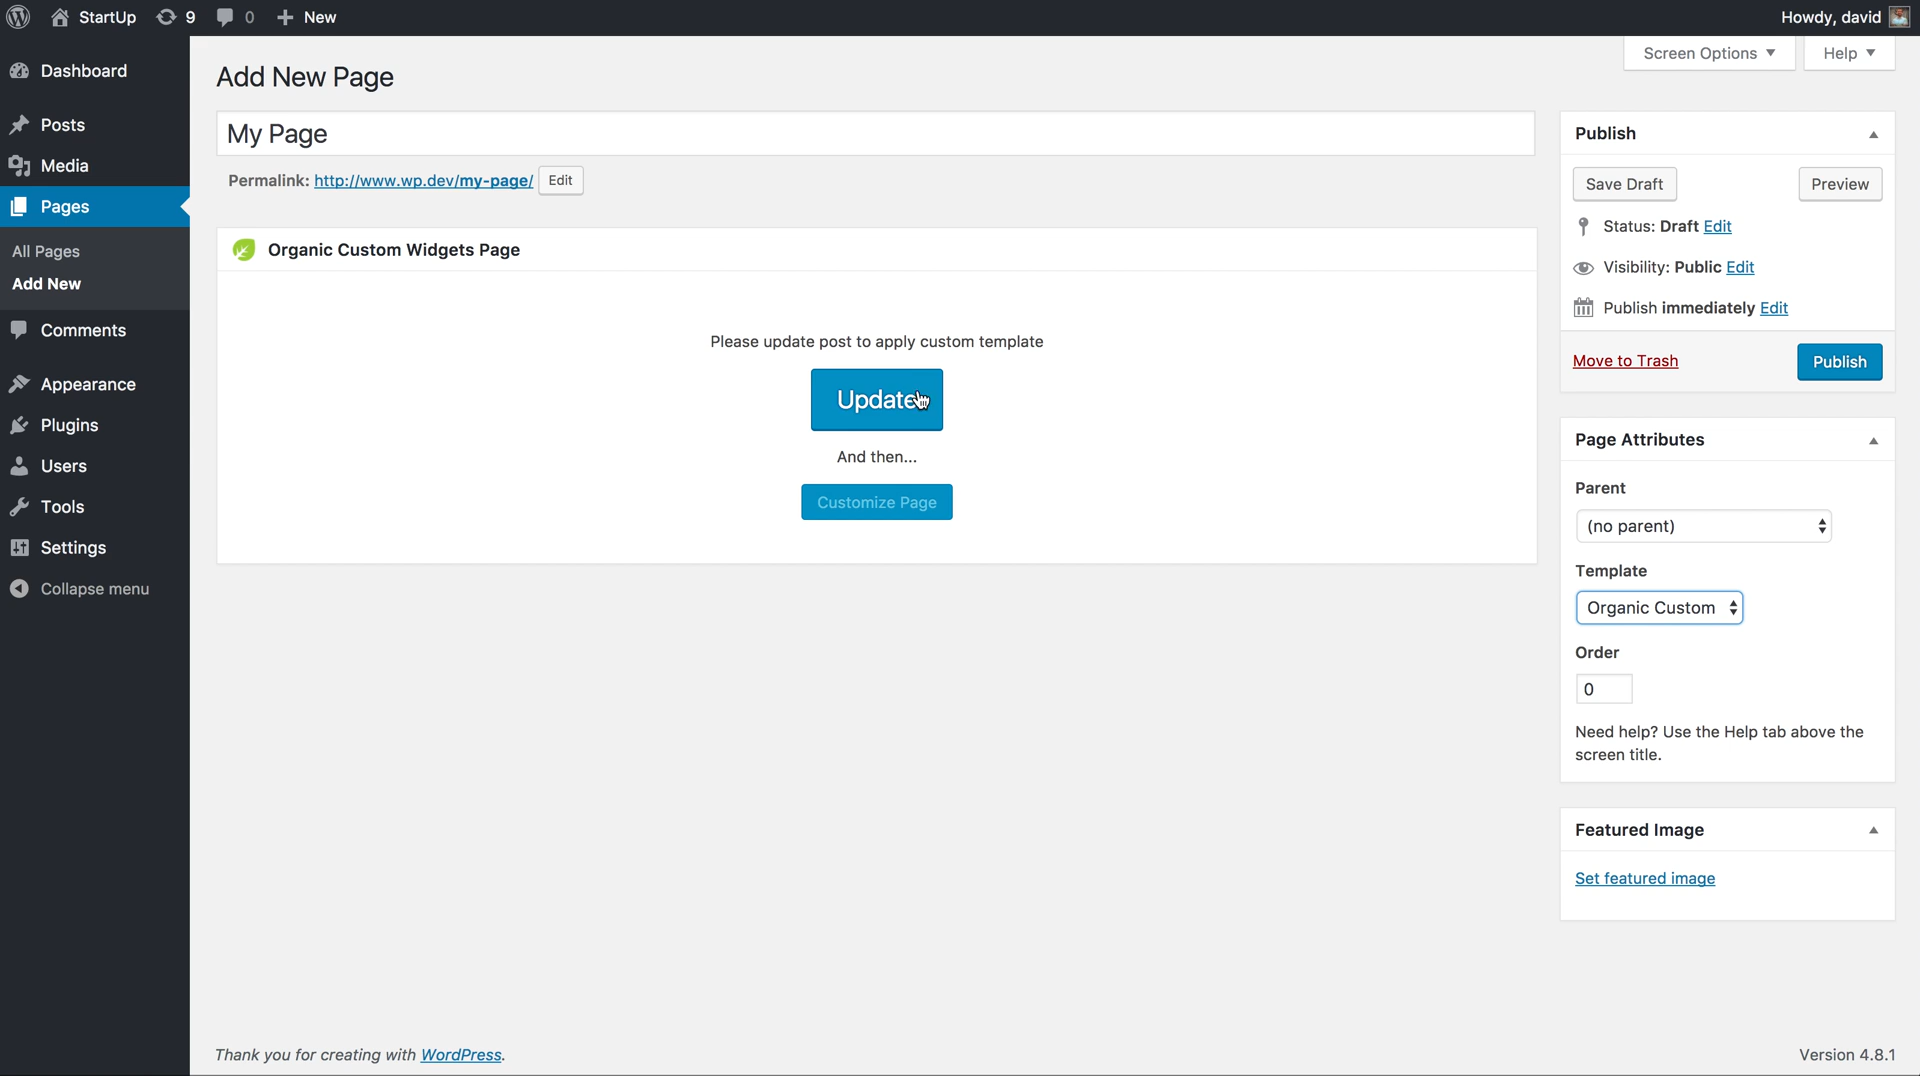 StartUp 9 0 New Howdy, david
Screen Options Help
Dashboard
Posts
Media
Pages
All Pages
Add New
Comments
Appearance
Plugins
Users
Tools
Settings
Collapse menu
Add New Page
My Page
Permalink: http://www.wp.dev/my-page/ Edit
Organic Custom Widgets Page
Please update post to apply custom template
Update
And then...
Customize Page
Publish
Save Draft Preview
Status: Draft Edit
Visibility: Public Edit
Publish immediately Edit
Move to Trash Publish
Page Attributes
Parent
(no parent)
Template
Organic Custom
Order
0
Need help? Use the Help tab above the
screen title.
Featured Image
Set featured image
Thank you for creating with WordPress.
Version 4.8.1